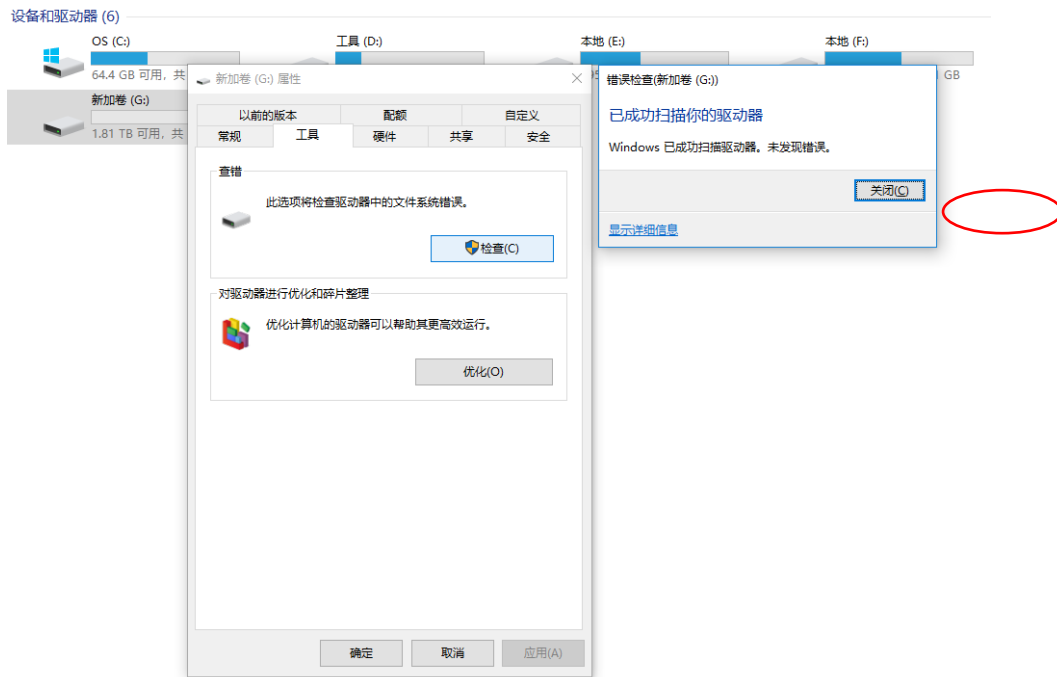 设备和驱动器 (6)
OS (C:)
64.4 GB 可用, 共
工具 (D:)
本地 (E:)
本地 (F:)
GB
新加卷 (G:)
1.81 TB 可用, 共
新加卷 (G:) 属性
以前的版本 配额 自定义
常规 工具 硬件 共享 安全
查错
此选项将检查驱动器中的文件系统错误。
检查(C)
对驱动器进行优化和碎片整理
优化计算机的驱动器可以帮助其更高效运行。
优化(O)
确定 取消 应用(A)
错误检查(新加卷 (G:))
已成功扫描你的驱动器
Windows 已成功扫描驱动器。未发现错误。
关闭(C)
显示详细信息